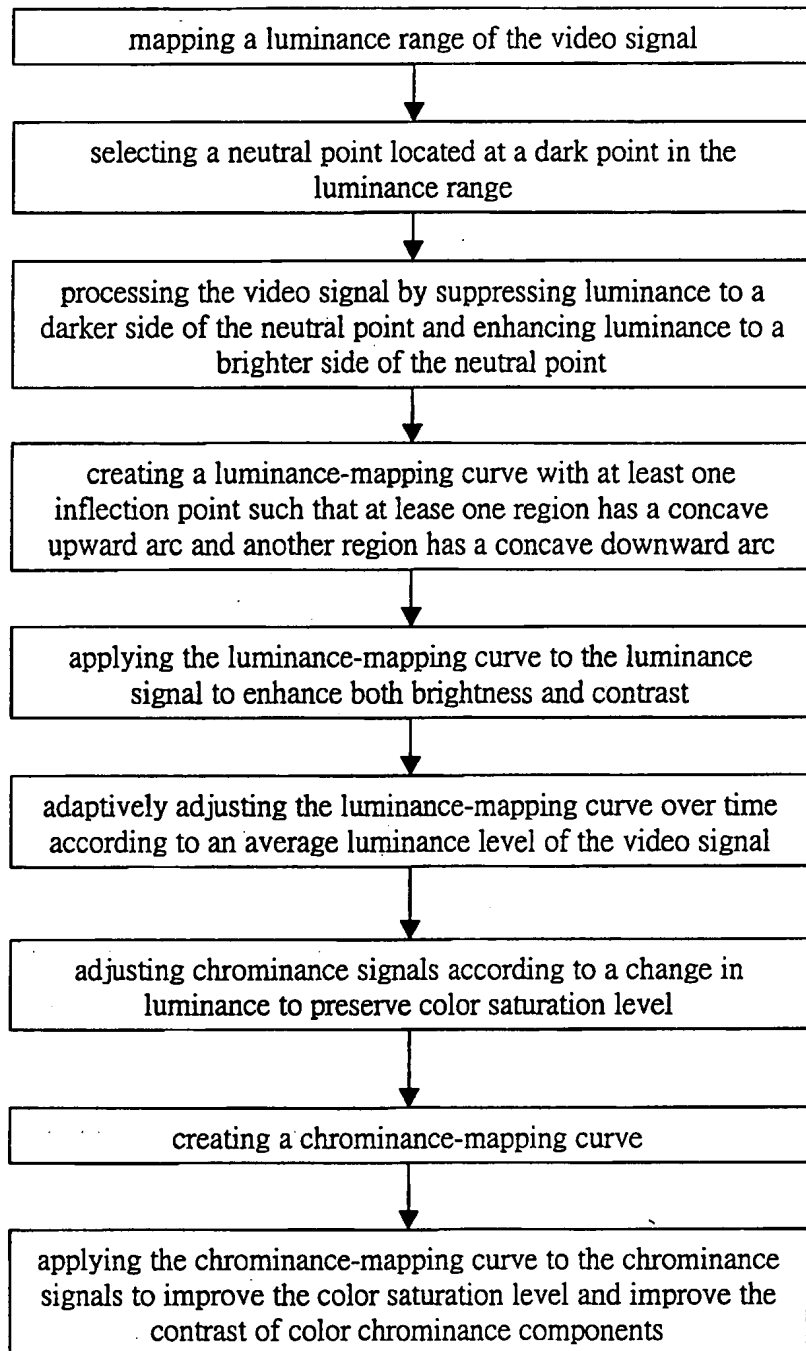 mapping a luminance range of the video signal
selecting a neutral point located at a dark point in the
luminance range
processing the video signal by suppressing luminance to a
darker side of the neutral point and enhancing luminance to a
brighter side of the neutral point
creating a luminance-mapping curve with at least one
inflection point such that at lease one region has a concave
upward arc and another region has a concave downward arc
applying the luminance-mapping curve to the luminance
signal to enhance both brightness and contrast
adaptively adjusting the luminance-mapping curve over time
according to an average luminance level of the video signal
adjusting chrominance signals according to a change in
luminance to preserve color saturation level
creating a chrominance-mapping curve
applying the chrominance-mapping curve to the chrominance
signals to improve the color saturation level and improve the
contrast of color chrominance components